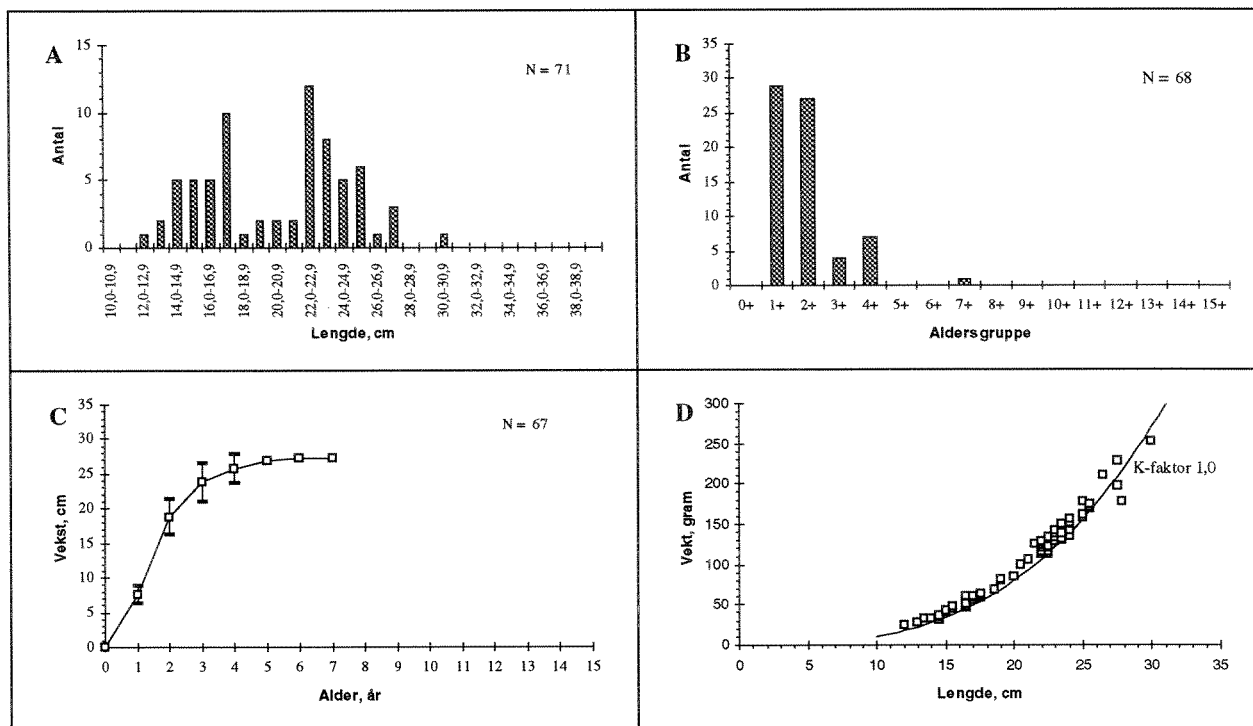 A
N = 71
Antal
15
10
5
0
10,0-10,9
12,0-12,9
14,0-14,9
16,0-16,9
18,0-18,9
20,0-20,9
22,0-22,9
24,0-24,9
26,0-26,9
28,0-28,9
30,0-30,9
32,0-32,9
34,0-34,9
36,0-36,9
38,0-38,9
Lengde, cm
B
N = 68
Antal
35
30
25
20
15
10
5
0
0+ 1+ 2+ 3+ 4+ 5+ 6+ 7+ 8+ 9+ 10+ 11+ 12+ 13+ 14+ 15+
Aldersgruppe
C
N = 67
Vekst, cm
35
30
25
20
15
10
5
0
0 1 2 3 4 5 6 7 8 9 10 11 12 13 14 15
Alder, år
D
Vekt, gram
300
250
200
150
100
50
0
K-faktor 1,0
0 5 10 15 20 25 30 35
Lengde, cm